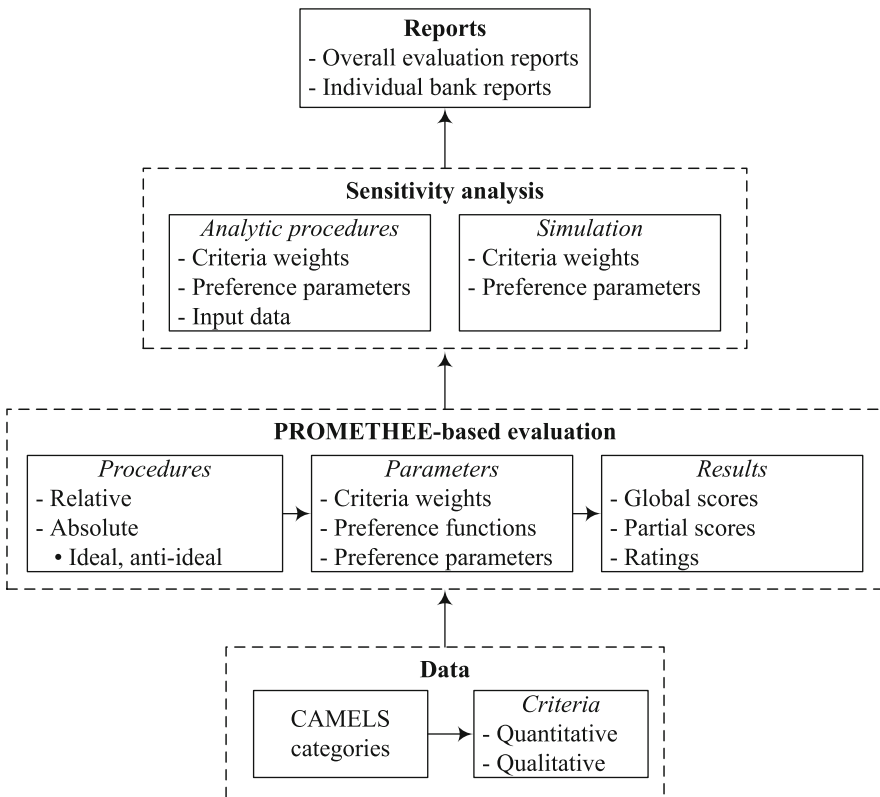 Reports
- Overall evaluation reports
- Individual bank reports
Sensitivity analysis
Analytic procedures
- Criteria weights
- Preference parameters
- Input data
Simulation
- Criteria weights
- Preference parameters
PROMETHEE-based evaluation
Procedures
- Relative
- Absolute
• Ideal, anti-ideal
Parameters
- Criteria weights
- Preference functions
- Preference parameters
Results
- Global scores
- Partial scores
- Ratings
Data
CAMELS
categories
Criteria
- Quantitative
- Qualitative